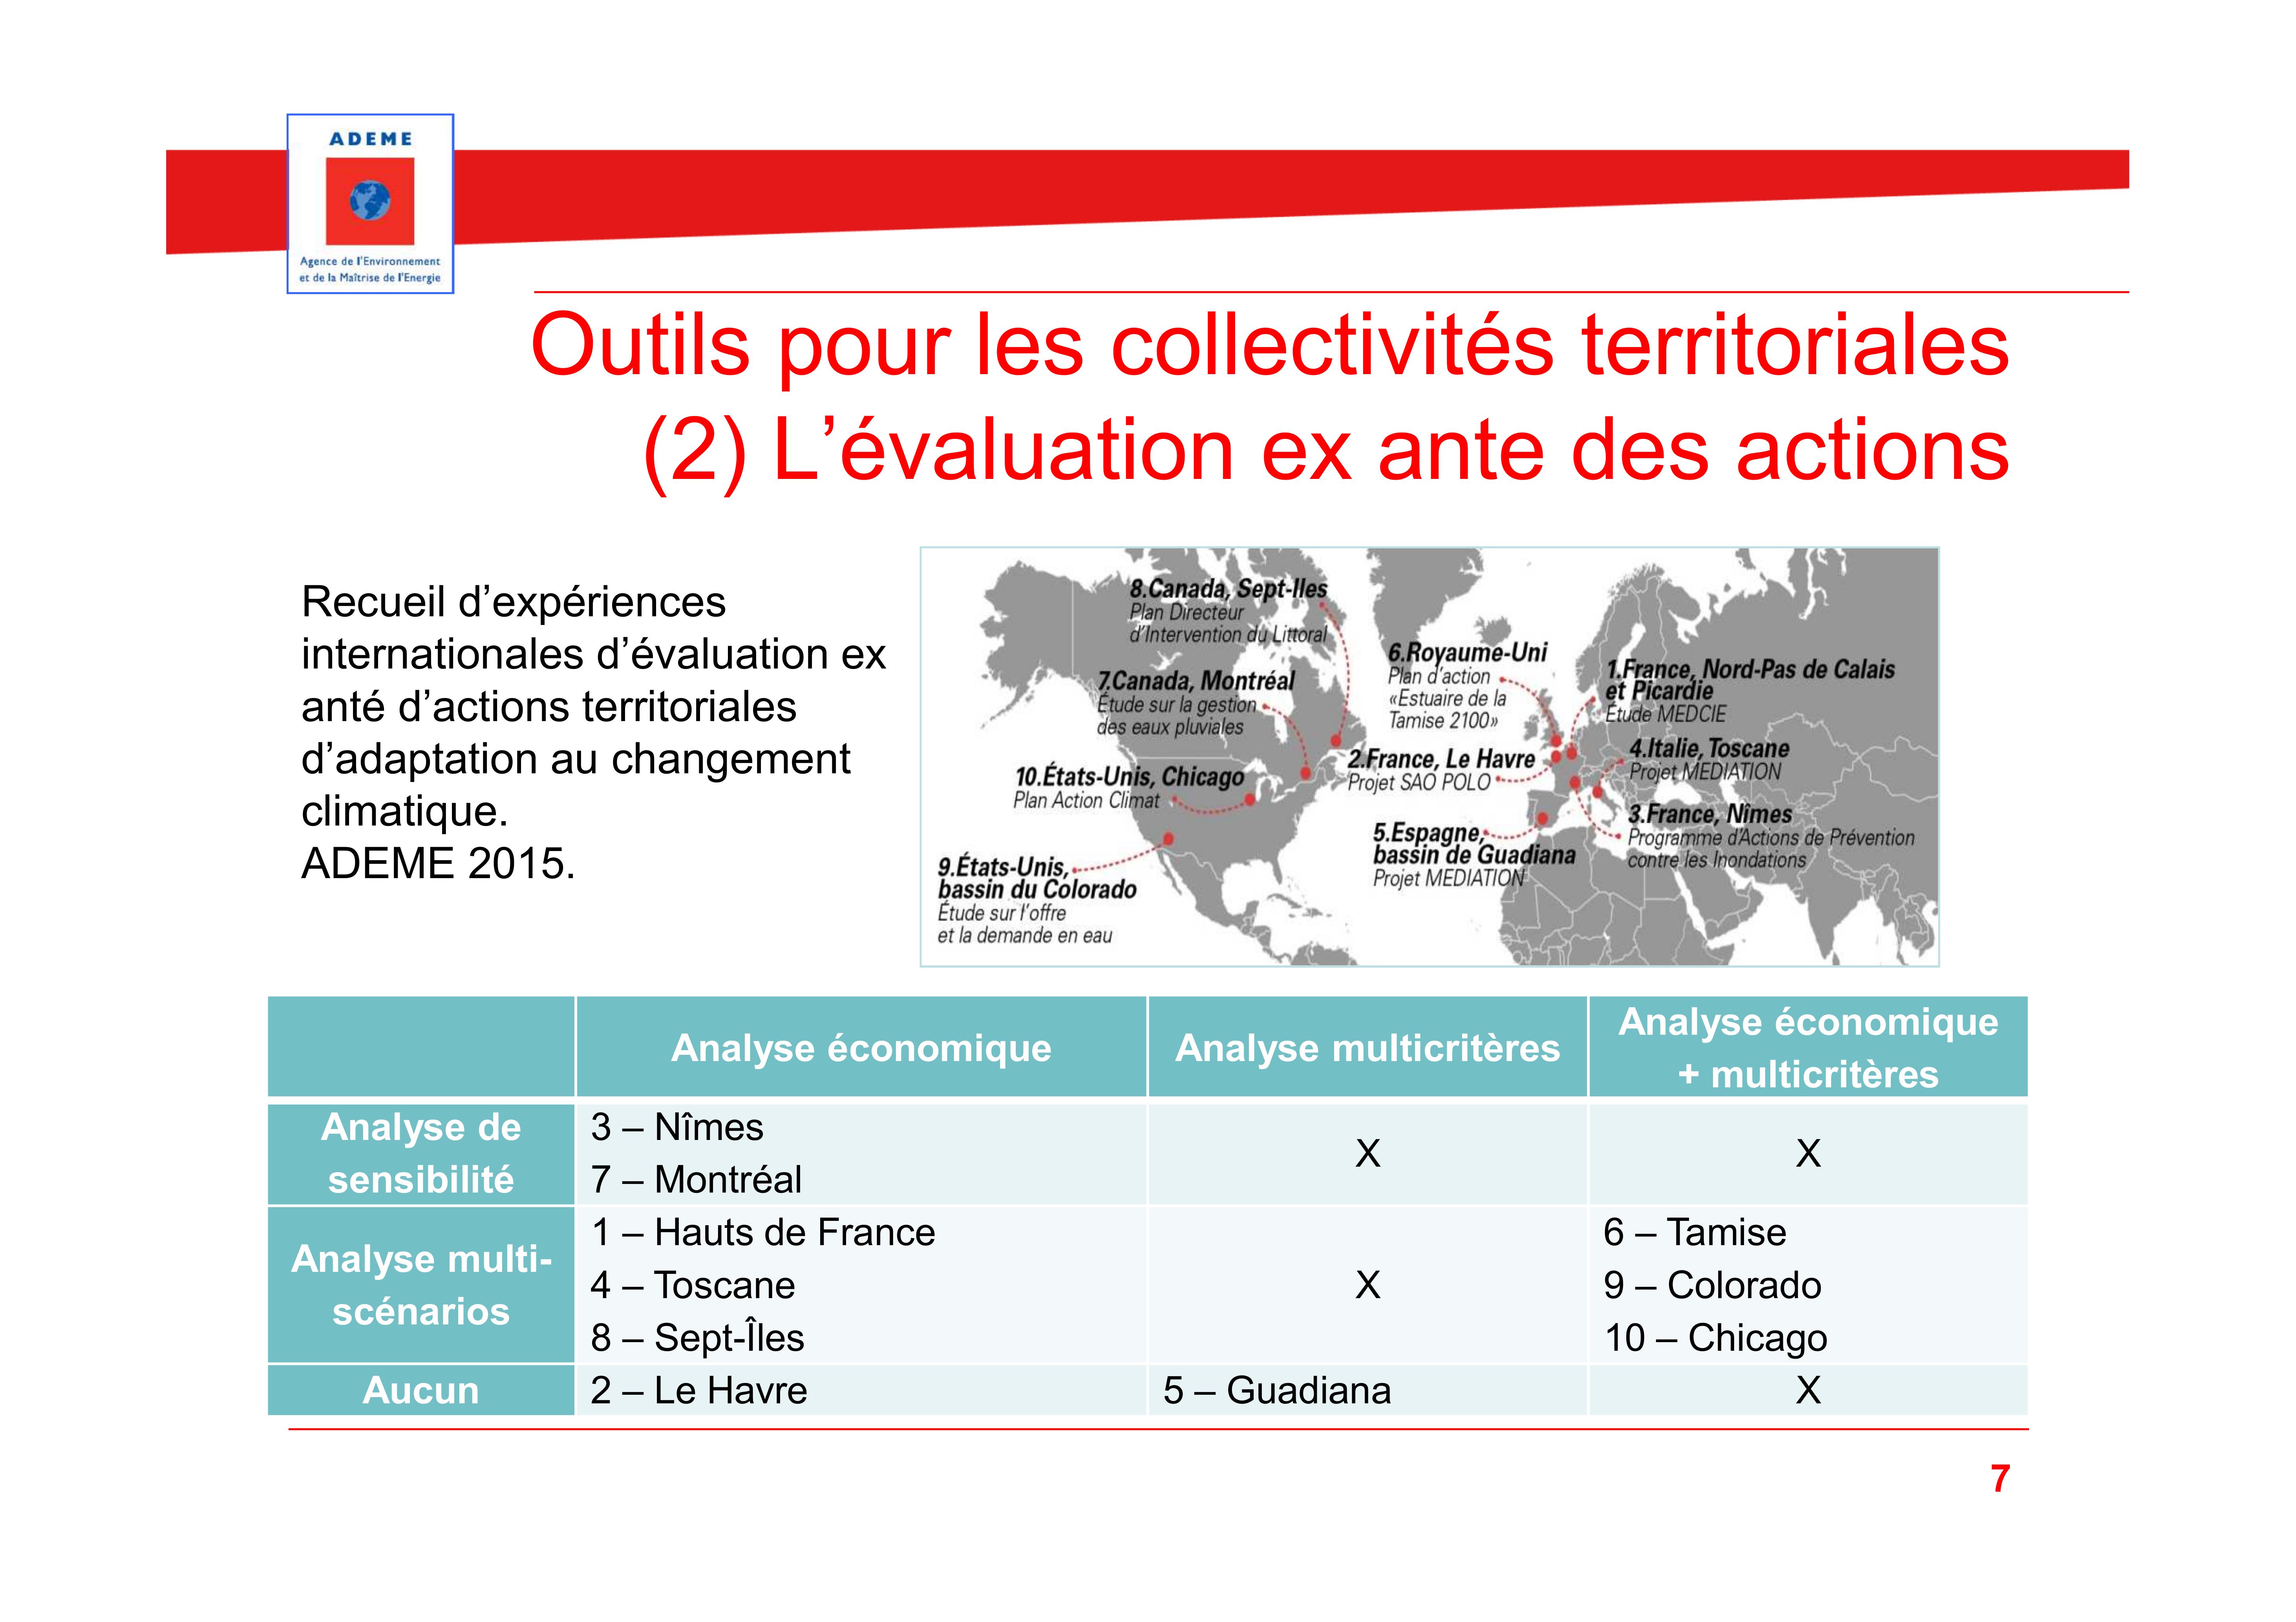 ADEME
Agence de l'Environnement
et de la Maîtrise de l'Energie
Outils pour les collectivités territoriales
(2) L’évaluation ex ante des actions
Recueil d’expériences
internationales d’évaluation ex
anté d’actions territoriales
d’adaptation au changement
climatique.
ADEME 2015.
8.Canada, Sept-Iles
Plan Directeur
d'Intervention du Littoral
7.Canada, Montréal
Étude sur la gestion
des eaux pluviales
10.États-Unis, Chicago
Plan Action Climat
9.États-Unis,
bassin du Colorado
Étude sur l'offre
et la demande en eau
6.Royaume-Uni
Plan d'action
«Estuaire de la
Tamise 2100»
2.France, Le Havre
Projet SAO POLO
5.Espagne,
bassin de Guadiana
Projet MEDIATION
1.France, Nord-Pas de Calais
et Picardie
Étude MEDCIE
4.Italie, Toscane
Projet MEDIATION
3.France, Nîmes
Programme d'Actions de Prévention
contre les Inondations
Analyse économique
Analyse multicritères
Analyse économique
+ multicritères
Analyse de
sensibilité
3 – Nîmes
7 – Montréal
X
X
Analyse multi-
scénarios
1 – Hauts de France
4 – Toscane
8 – Sept-Îles
X
6 – Tamise
9 – Colorado
10 – Chicago
Aucun
2 – Le Havre
5 – Guadiana
X
7